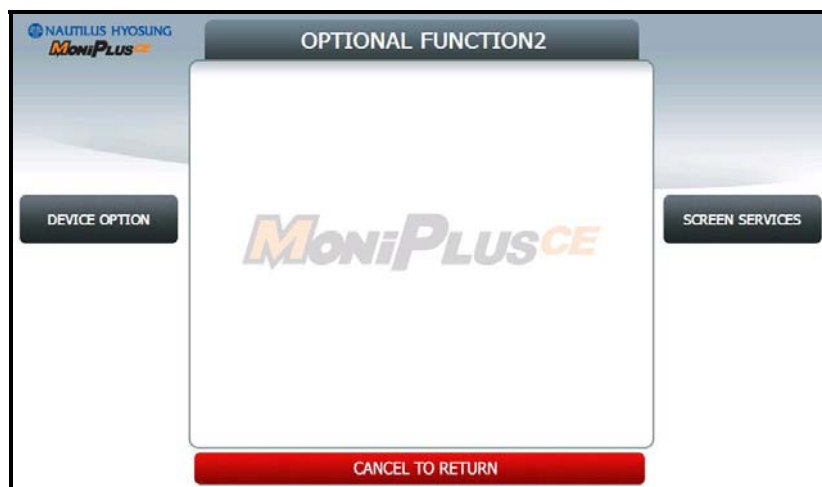 NAUTILUS HYOSUNG
MoniPlusCE
OPTIONAL FUNCTION2
DEVICE OPTION
MoniPlusCE
SCREEN SERVICES
CANCEL TO RETURN